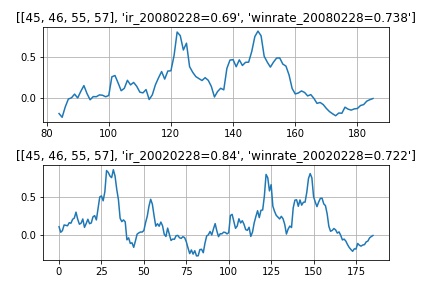 [[45, 46, 55, 57], 'ir_20080228=0.69', 'winrate_20080228=0.738']
0.5
0.0
80 100 120 140 160 180
[[45, 46, 55, 57], 'ir_20020228=0.84', 'winrate_20020228=0.722']
0.5
0.0
0 25 50 75 100 125 150 175